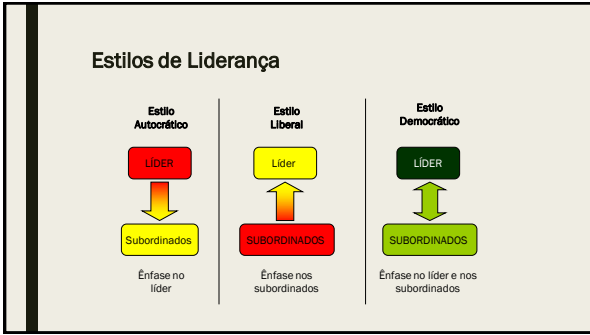 Estilos de Liderança
Estilo
Autocrático
LÍDER
Subordinados
Ênfase no
líder
Estilo
Liberal
Líder
SUBORDINADOS
Ênfase nos
subordinados
Estilo
Democrático
LÍDER
SUBORDINADOS
Ênfase no líder e nos
subordinados